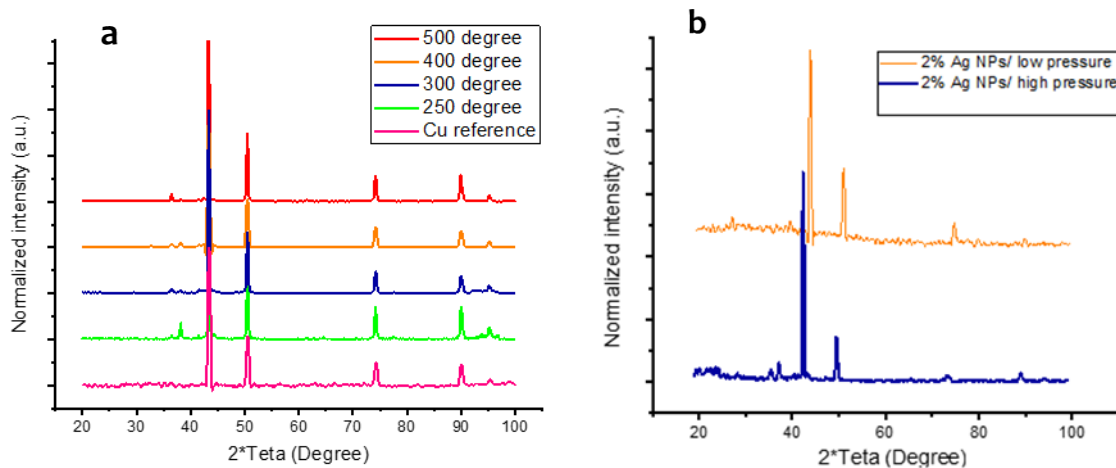 a
500 degree
400 degree
300 degree
250 degree
Cu reference
Normalized intensity (a.u.)
20 30 40 50 60 70 80 90 100
2*Teta (Degree)
b
2% Ag NPs/ low pressure
2% Ag NPs/ high pressure
Normalized intensity (a.u.)
20 40 60 80 100
2*Teta (Degree)